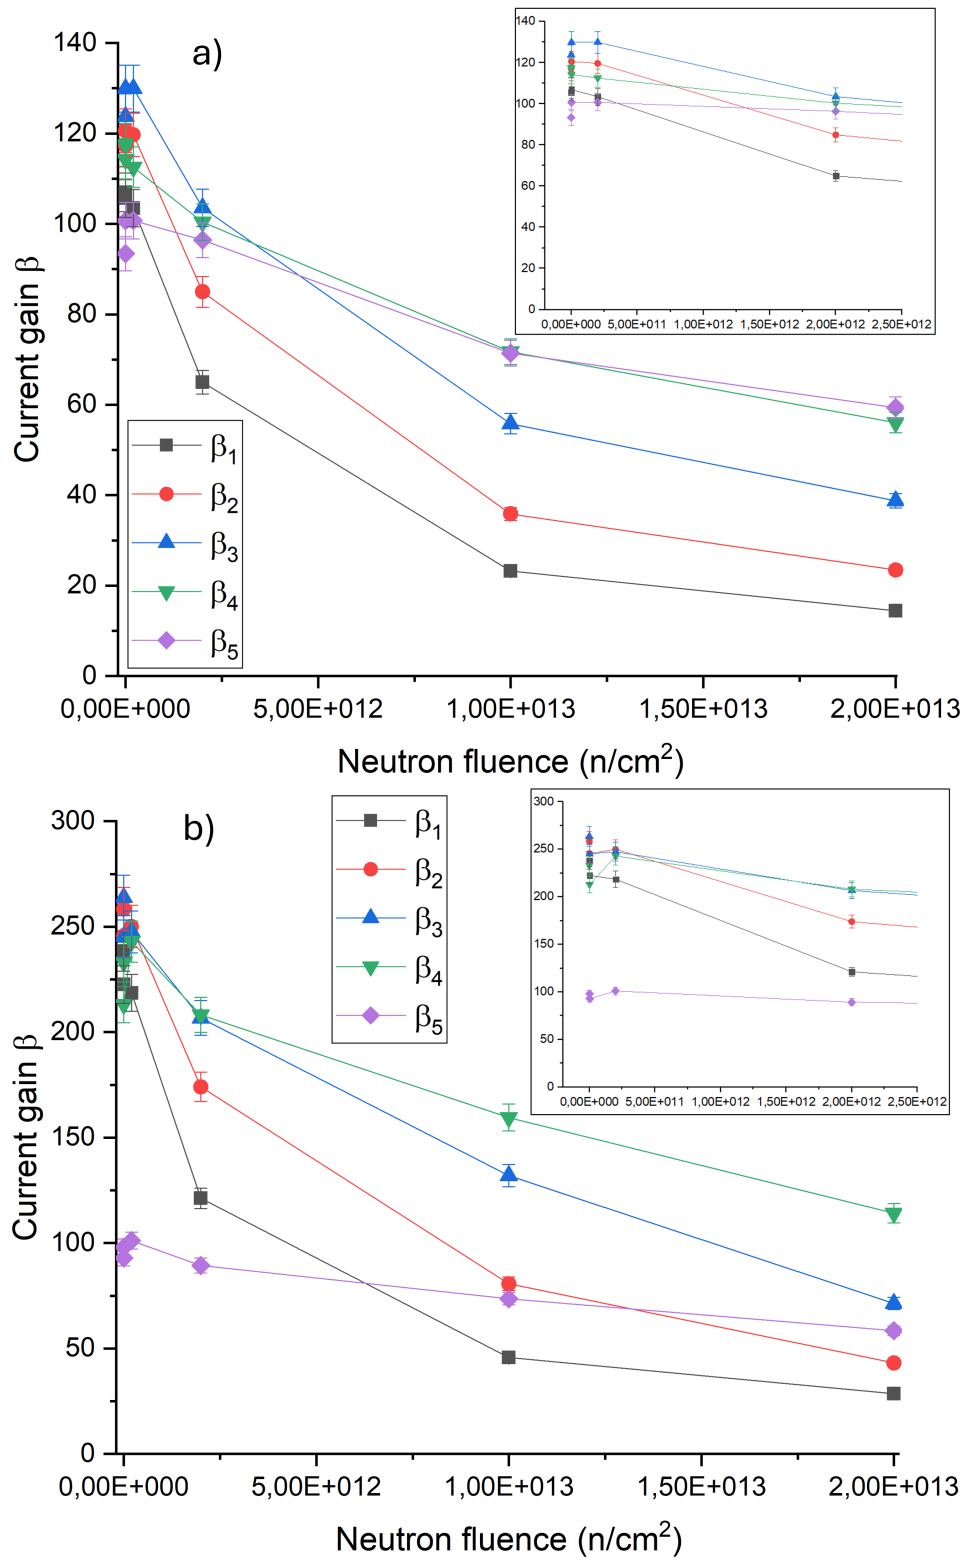 a)
140
120
100
80
60
40
20
0
Current gain β
β1
β2
β3
β4
β5
0,00E+000 5,00E+012 1,00E+013 1,50E+013 2,00E+013
Neutron fluence (n/cm²)
140
120
100
80
60
40
20
0
0,00E+000 5,00E+011 1,00E+012 1,50E+012 2,00E+012 2,50E+012
b)
300
250
200
150
100
50
0
Current gain β
β1
β2
β3
β4
β5
0,00E+000 5,00E+012 1,00E+013 1,50E+013 2,00E+013
Neutron fluence (n/cm²)
300
250
200
150
100
50
0
0,00E+000 5,00E+011 1,00E+012 1,50E+012 2,00E+012 2,50E+012